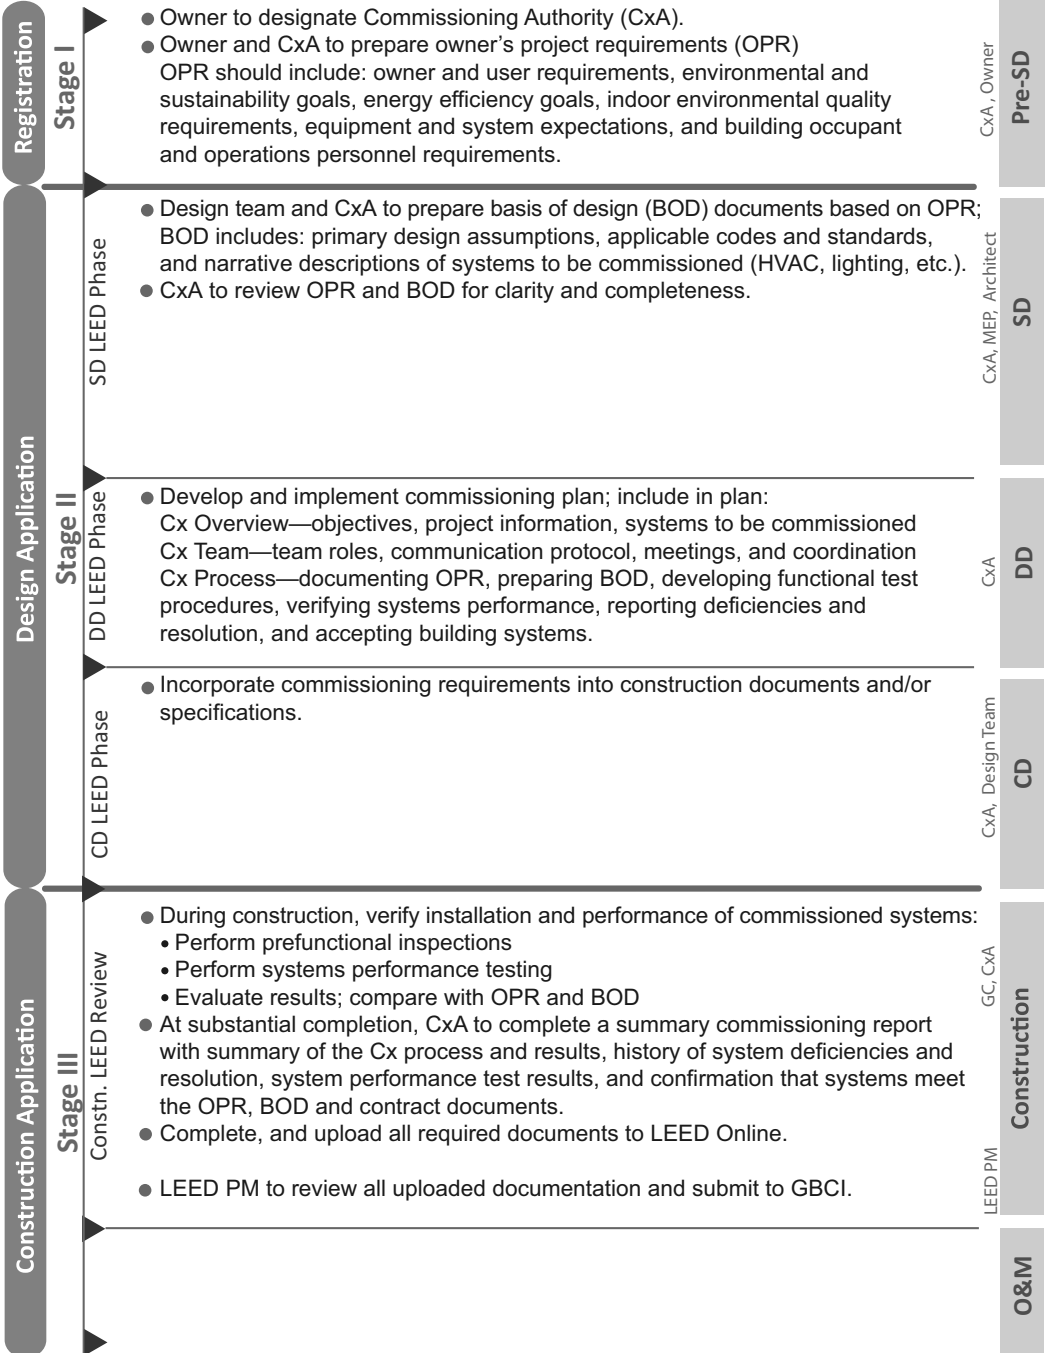 Registration
Stage I
● Owner to designate Commissioning Authority (CxA).
● Owner and CxA to prepare owner’s project requirements (OPR)
OPR should include: owner and user requirements, environmental and
sustainability goals, energy efficiency goals, indoor environmental quality
requirements, equipment and system expectations, and building occupant
and operations personnel requirements.
CxA , Owner
Pre-SD
Design Application
Stage II
SD LEED Phase
● Design team and CxA to prepare basis of design (BOD) documents based on OPR;
BOD includes: primary design assumptions, applicable codes and standards,
and narrative descriptions of systems to be commissioned (HVAC, lighting, etc.).
● CxA to review OPR and BOD for clarity and completeness.
CxA, MEP, Architect
SD
DD LEED Phase
● Develop and implement commissioning plan; include in plan:
Cx Overview—objectives, project information, systems to be commissioned
Cx Team—team roles, communication protocol, meetings, and coordination
Cx Process—documenting OPR, preparing BOD, developing functional test
procedures, verifying systems performance, reporting deficiencies and
resolution, and accepting building systems.
CxA
DD
CD LEED Phase
● Incorporate commissioning requirements into construction documents and/or
specifications.
CxA, Design Team
CD
Construction Application
Stage III
Constn. LEED Review
● During construction, verify installation and performance of commissioned systems:
• Perform prefunctional inspections
• Perform systems performance testing
• Evaluate results; compare with OPR and BOD
● At substantial completion, CxA to complete a summary commissioning report
with summary of the Cx process and results, history of system deficiencies and
resolution, system performance test results, and confirmation that systems meet
the OPR, BOD and contract documents.
● Complete, and upload all required documents to LEED Online.
● LEED PM to review all uploaded documentation and submit to GBCI.
GC, CxA
LEED PM
Construction
O&M